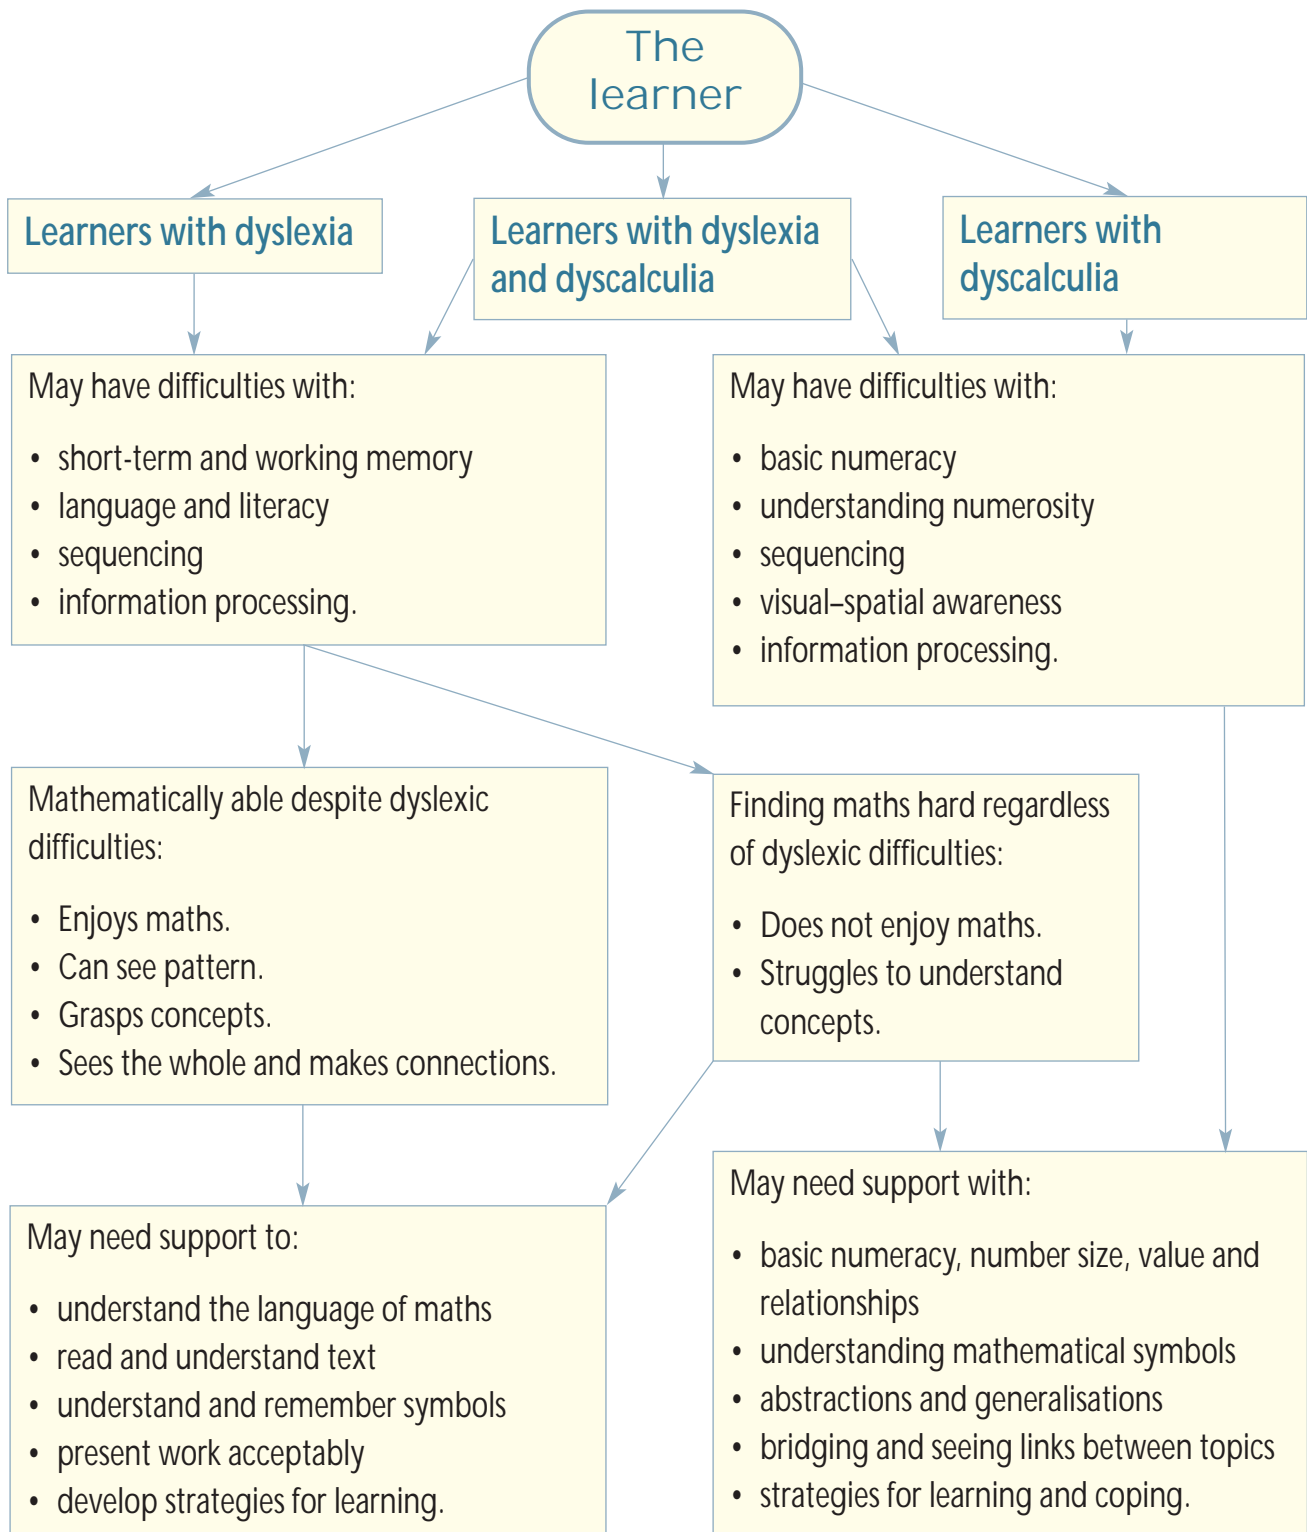 The
learner
Learners with dyslexia
Learners with dyslexia
and dyscalculia
Learners with
dyscalculia
May have difficulties with:
• short-term and working memory
• language and literacy
• sequencing
• information processing.
May have difficulties with:
• basic numeracy
• understanding numerosity
• sequencing
• visual–spatial awareness
• information processing.
Mathematically able despite dyslexic
difficulties:
• Enjoys maths.
• Can see pattern.
• Grasps concepts.
• Sees the whole and makes connections.
Finding maths hard regardless
of dyslexic difficulties:
• Does not enjoy maths.
• Struggles to understand
concepts.
May need support to:
• understand the language of maths
• read and understand text
• understand and remember symbols
• present work acceptably
• develop strategies for learning.
May need support with:
• basic numeracy, number size, value and
relationships
• understanding mathematical symbols
• abstractions and generalisations
• bridging and seeing links between topics
• strategies for learning and coping.